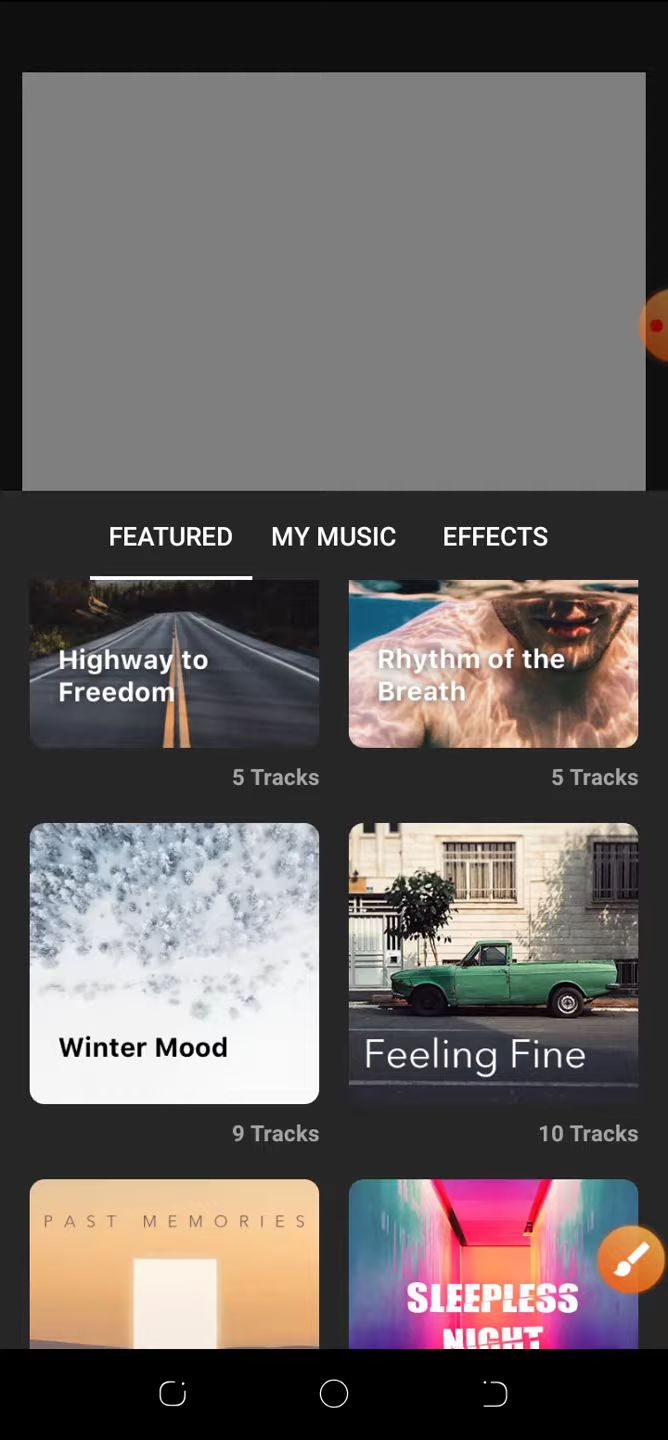 FEATURED MY MUSIC EFFECTS
Highway to
Freedom
Rhythm of the
Breath
5 Tracks
5 Tracks
Winter Mood
Feeling Fine
9 Tracks
10 Tracks
PAST MEMORIES
SLEEPLESS
NIGHT